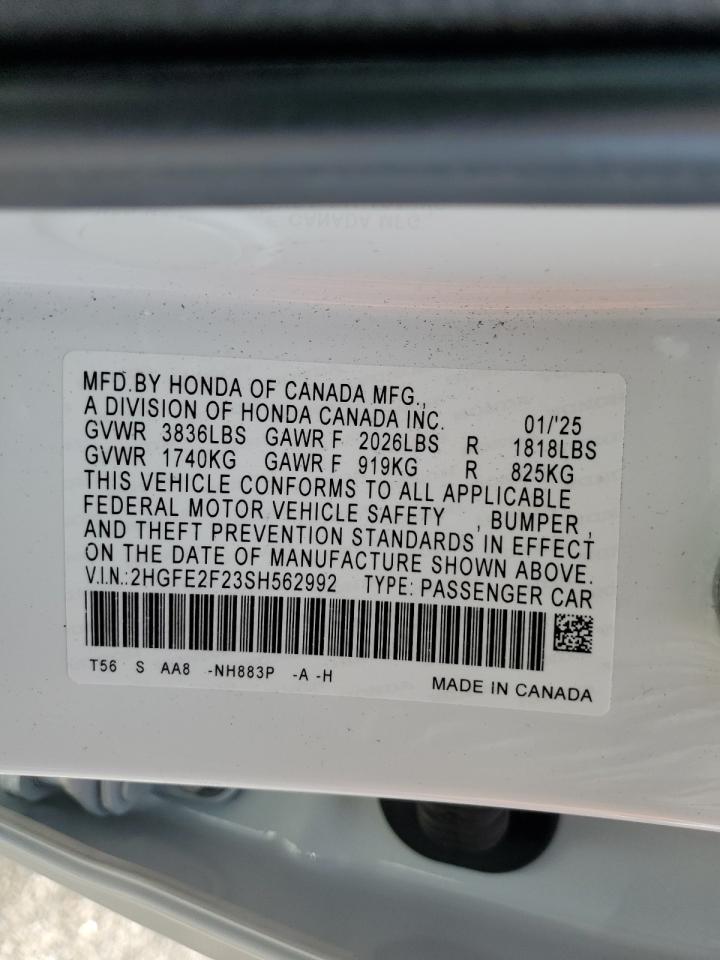 MFD.BY HONDA OF CANADA MFG.,
A DIVISION OF HONDA CANADA INC. 01/'25
GVWR 3836LBS GAWR F 2026LBS R 1818LBS
GVWR 1740KG GAWR F 919KG R 825KG
THIS VEHICLE CONFORMS TO ALL APPLICABLE
FEDERAL MOTOR VEHICLE SAFETY , BUMPER ,
AND THEFT PREVENTION STANDARDS IN EFFECT
ON THE DATE OF MANUFACTURE SHOWN ABOVE.
V.I.N.:2HGFE2F23SH562992 TYPE: PASSENGER CAR
T56 S AA8 -NH883P -A -H
MADE IN CANADA